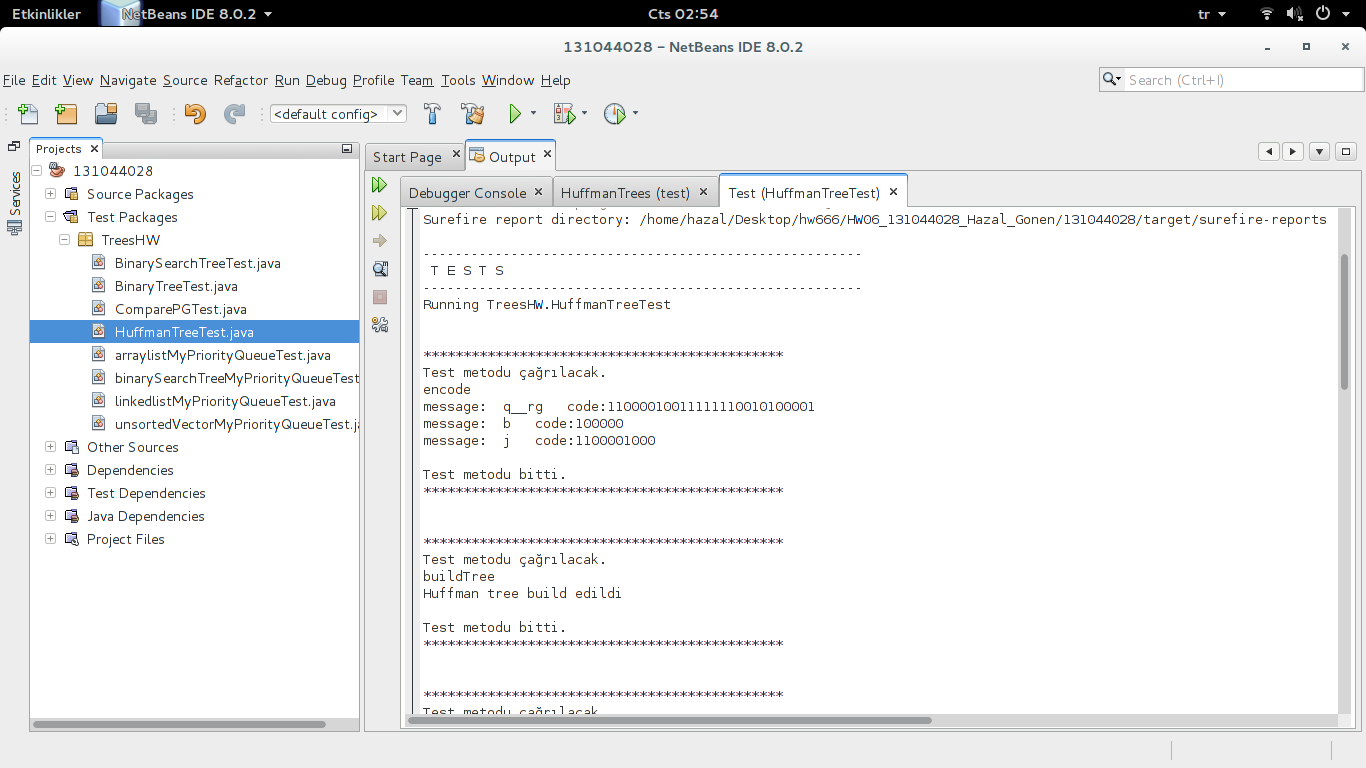 Etkinlikler NetBeans IDE 8.0.2 Cts 02:54 tr
131044028 – NetBeans IDE 8.0.2
File Edit View Navigate Source Refactor Run Debug Profile Team Tools Window Help
Search (Ctrl+I)
<default config>
Projects
Services
131044028
Source Packages
Test Packages
TreesHW
BinarySearchTreeTest.java
BinaryTreeTest.java
ComparePGTest.java
HuffmanTreeTest.java
arraylistMyPriorityQueueTest.java
binarySearchTreeMyPriorityQueueTest
linkedlistMyPriorityQueueTest.java
unsortedVectorMyPriorityQueueTest.ja
Other Sources
Dependencies
Test Dependencies
Java Dependencies
Project Files
Start Page Output
Debugger Console HuffmanTrees (test) Test (HuffmanTreeTest)
Surefire report directory: /home/hazal/Desktop/hw666/HW06_131044028_Hazal_Gonen/131044028/target/surefire-reports
-------------------------------------------------------
T E S T S
-------------------------------------------------------
Running TreesHW.HuffmanTreeTest
*********************************************
Test metodu çağrılacak.
encode
message: q__rg code:11000010011111110010100001
message: b code:100000
message: j code:1100001000
Test metodu bitti.
*********************************************
*********************************************
Test metodu çağrılacak.
buildTree
Huffman tree build edildi
Test metodu bitti.
*********************************************
*********************************************
Test metodu çağrılacak.